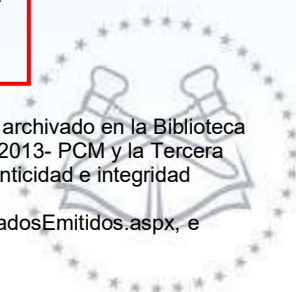 archivado en la Biblioteca
2013- PCM y la Tercera
nticidad e integridad
adosEmitidos.aspx, e